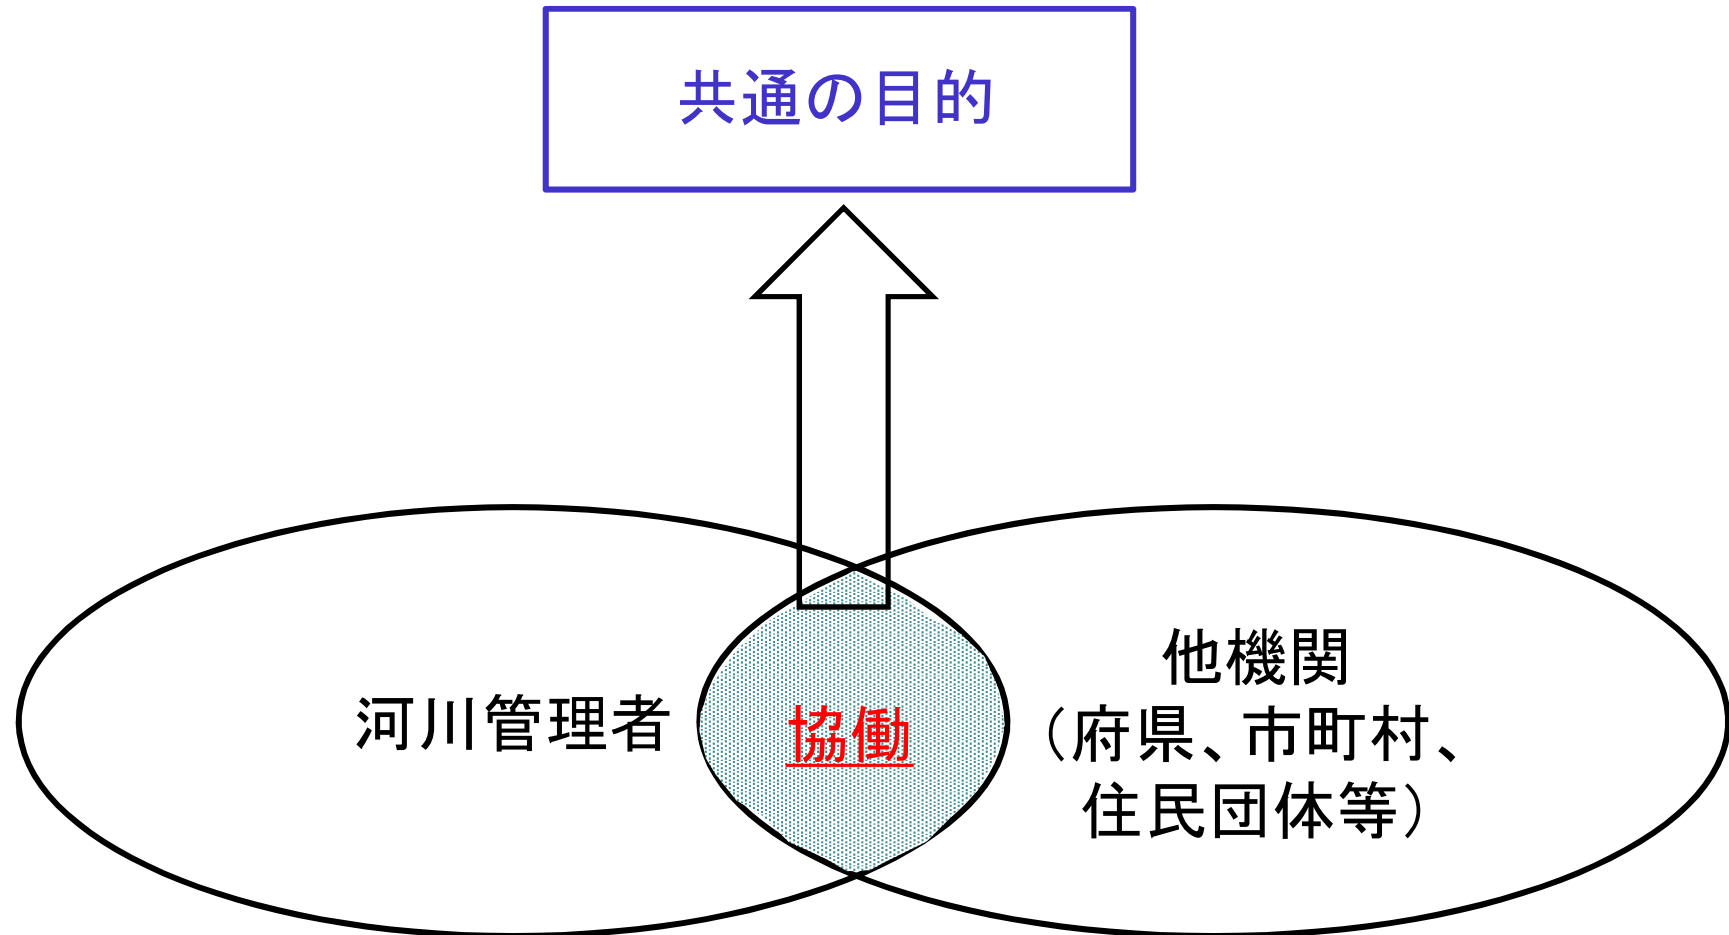 共通の目的
河川管理者
協働
他機関
（府県、市町村、
住民団体等）